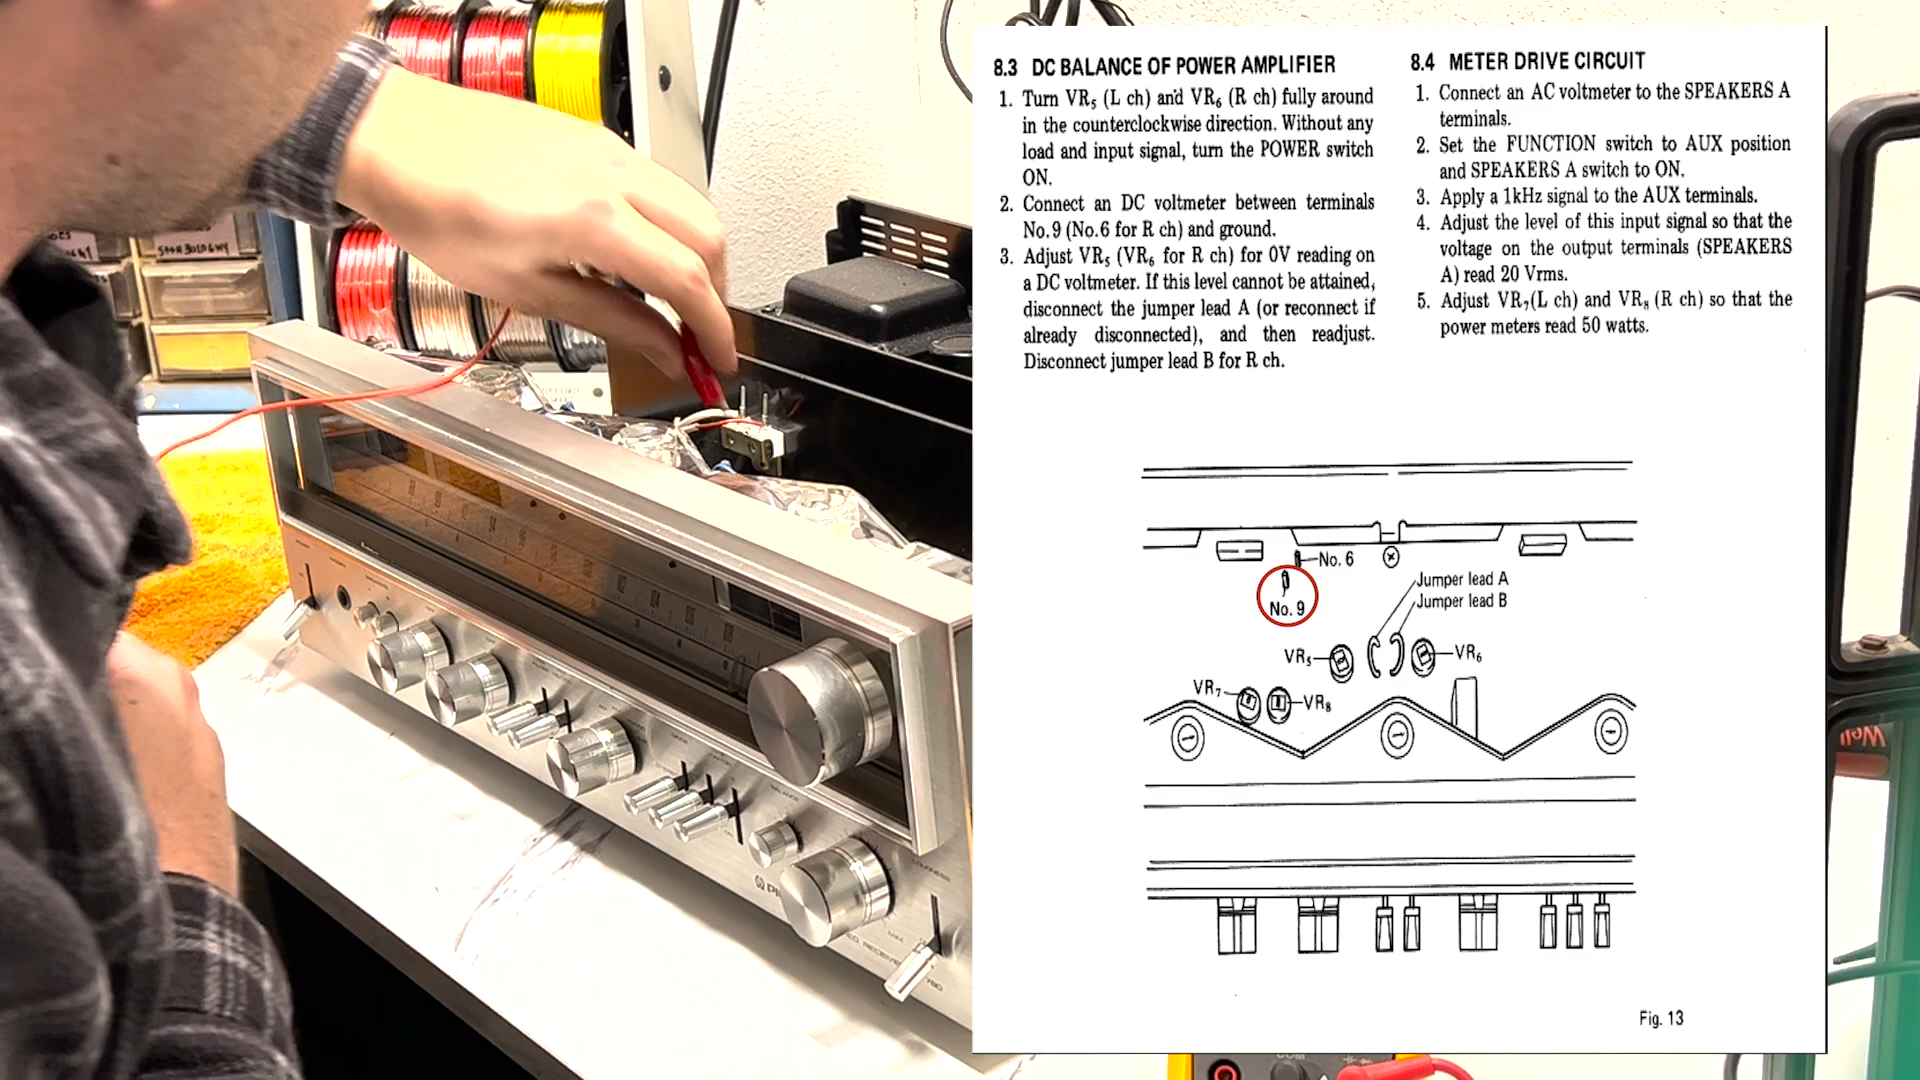 8.3 DC BALANCE OF POWER AMPLIFIER
1. Turn VR₅ (L ch) and VR₆ (R ch) fully around
in the counterclockwise direction. Without any
load and input signal, turn the POWER switch
ON.
2. Connect an DC voltmeter between terminals
No.9 (No.6 for R ch) and ground.
3. Adjust VR₅ (VR₆ for R ch) for 0V reading on
a DC voltmeter. If this level cannot be attained,
disconnect the jumper lead A (or reconnect if
already disconnected), and then readjust.
Disconnect jumper lead B for R ch.
8.4 METER DRIVE CIRCUIT
1. Connect an AC voltmeter to the SPEAKERS A
terminals.
2. Set the FUNCTION switch to AUX position
and SPEAKERS A switch to ON.
3. Apply a 1kHz signal to the AUX terminals.
4. Adjust the level of this input signal so that the
voltage on the output terminals (SPEAKERS
A) read 20 Vrms.
5. Adjust VR₇(L ch) and VR₈ (R ch) so that the
power meters read 50 watts.
No. 6
No. 9
Jumper lead A
Jumper lead B
VR₅
VR₆
VR₇
VR₈
Fig. 13
LOUDNESS
BALANCE